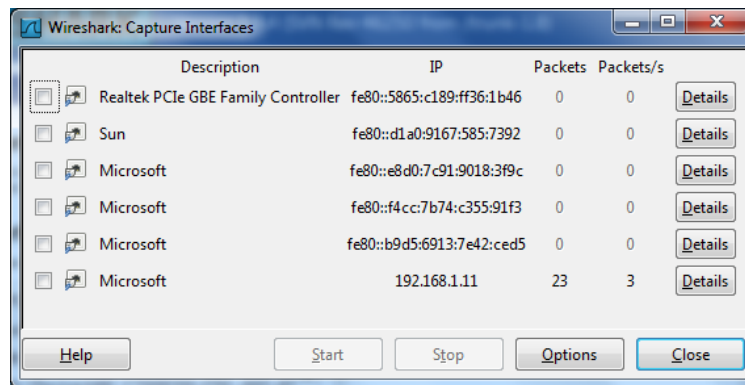 Wireshark: Capture Interfaces
Description IP Packets Packets/s
Realtek PCIe GBE Family Controller fe80::5865:c189:ff36:1b46 0 0 Details
Sun fe80::d1a0:9167:585:7392 0 0 Details
Microsoft fe80::e8d0:7c91:9018:3f9c 0 0 Details
Microsoft fe80::f4cc:7b74:c355:91f3 0 0 Details
Microsoft fe80::b9d5:6913:7e42:ced5 0 0 Details
Microsoft 192.168.1.11 23 3 Details
Help Start Stop Options Close